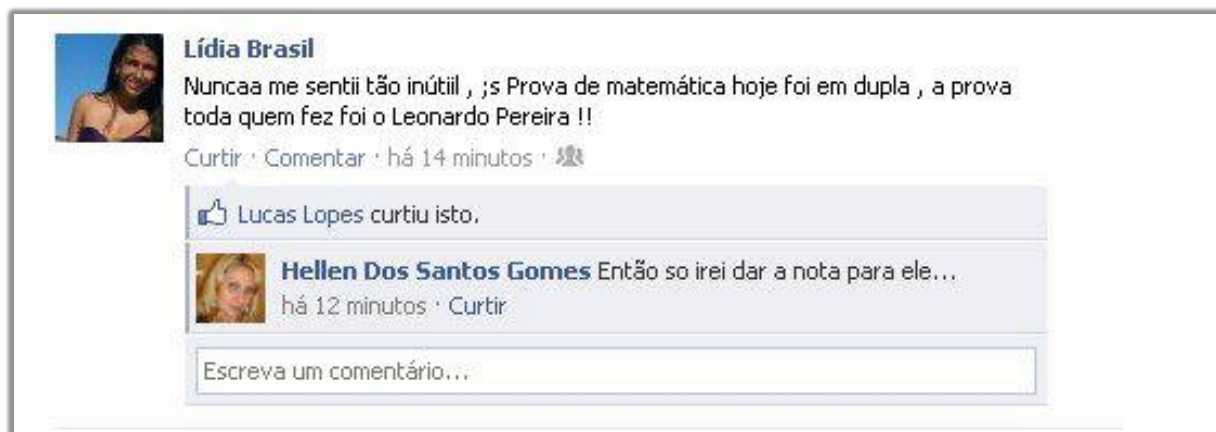 Lídia Brasil
Nuncaa me sentii tão inútiil , ;s Prova de matemática hoje foi em dupla , a prova
toda quem fez foi o Leonardo Pereira !!
Curtir · Comentar · há 14 minutos ·
Lucas Lopes curtiu isto.
Hellen Dos Santos Gomes Então so irei dar a nota para ele...
há 12 minutos · Curtir
Escreva um comentário...